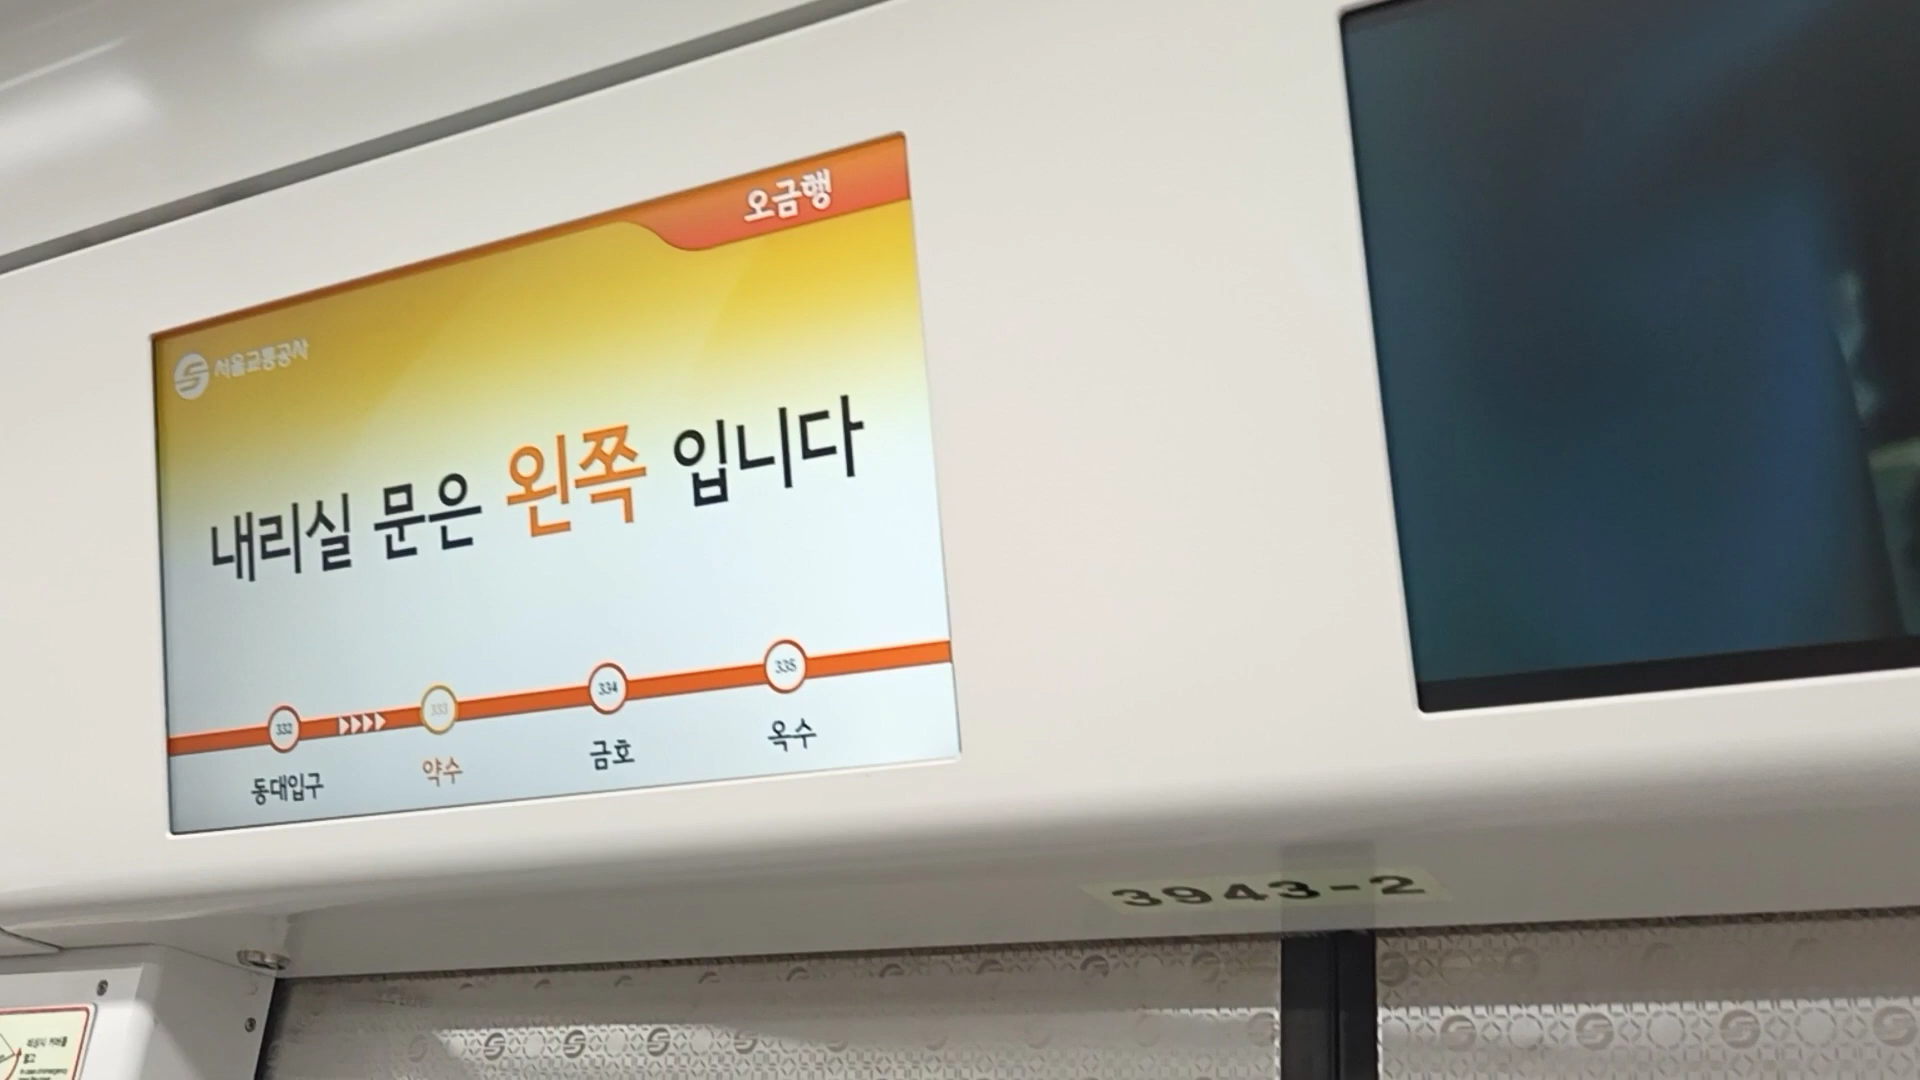 오금행
서울교통공사
내리실 문은 왼쪽 입니다
332 333 334 335
동대입구 약수 금호 옥수
3943-2